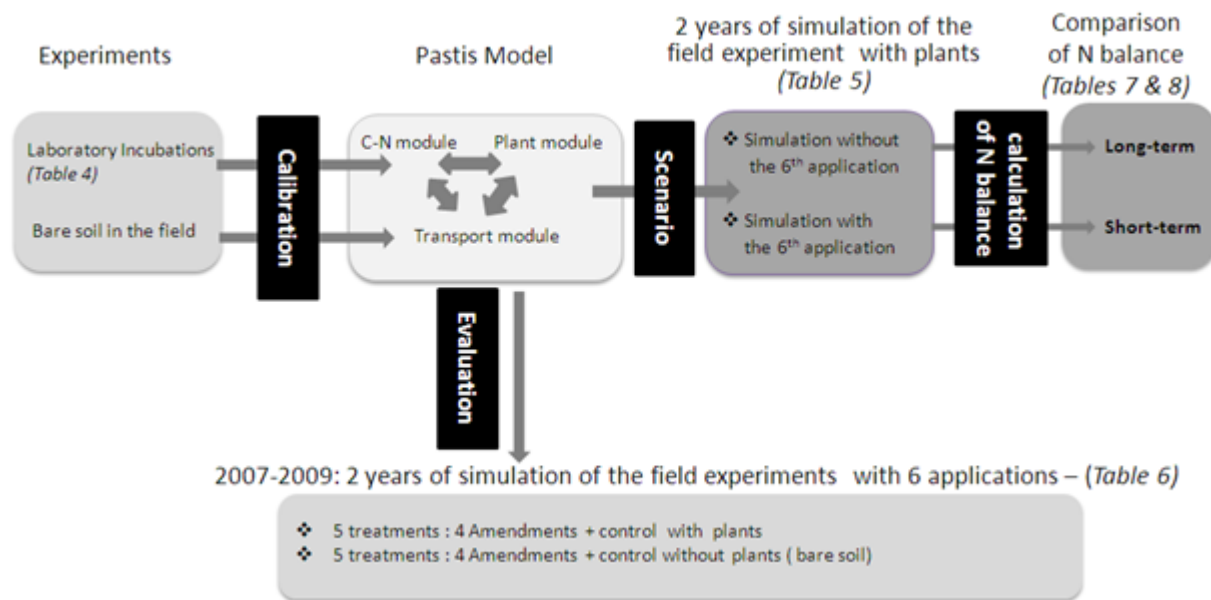 Experiments
Laboratory Incubations
(Table 4)
Bare soil in the field
Calibration
Pastis Model
C-N module
Plant module
Transport module
Evaluation
Scenario
2 years of simulation of the
field experiment with plants
(Table 5)
❖ Simulation without
the 6th application
❖ Simulation with
the 6th application
calculation
of N balance
Comparison
of N balance
(Tables 7 & 8)
Long-term
Short-term
2007-2009: 2 years of simulation of the field experiments with 6 applications – (Table 6)
❖ 5 treatments : 4 Amendments + control with plants
❖ 5 treatments : 4 Amendments + control without plants ( bare soil)